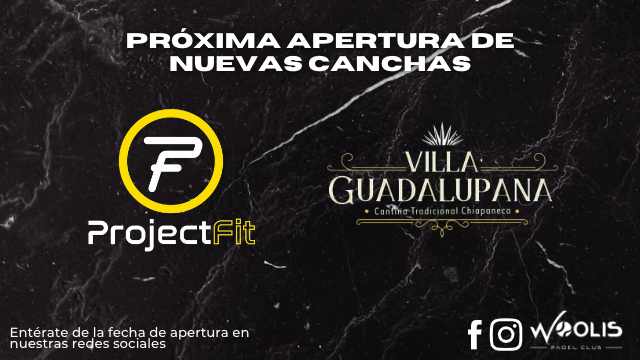 PRÓXIMA APERTURA DE
NUEVAS CANCHAS
PF
ProjectFit
VILLA
GUADALUPANA
• Cantina Tradicional Chiapaneca •
Entérate de la fecha de apertura en
nuestras redes sociales
f
WOOLIS
PADEL CLUB